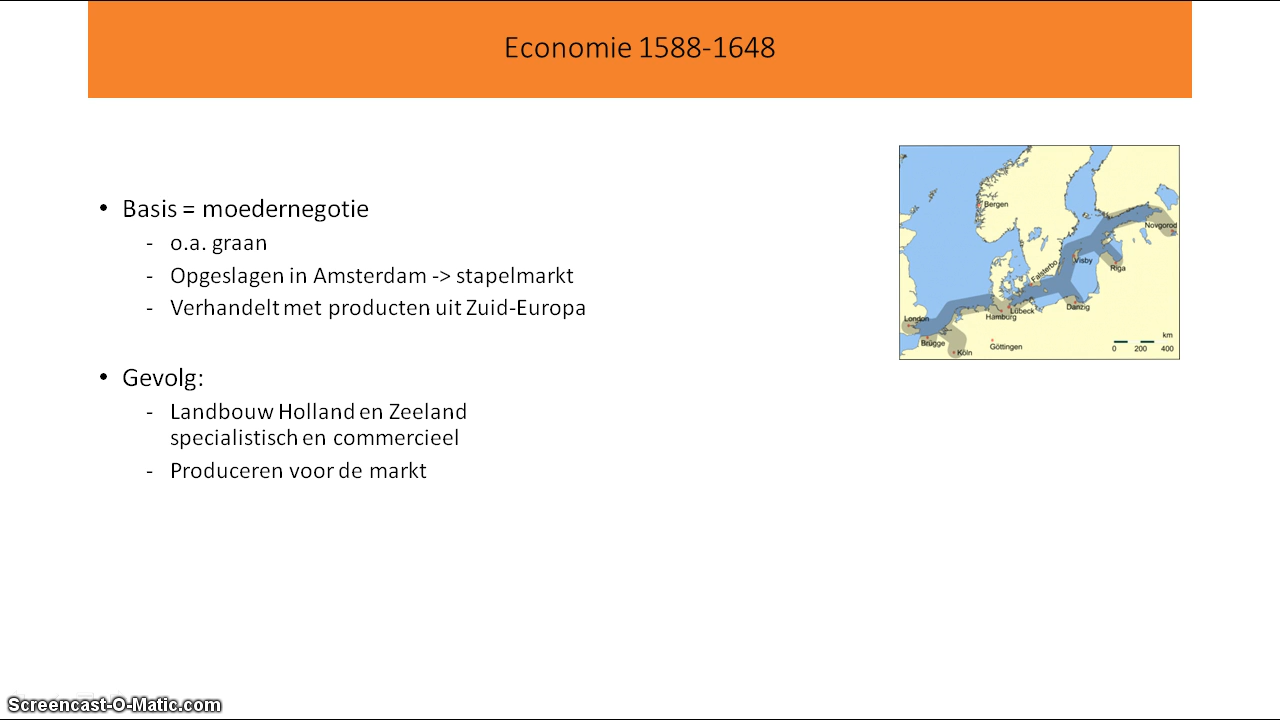 Economie 1588-1648
• Basis = moedernegotie
- o.a. graan
- Opgeslagen in Amsterdam -> stapelmarkt
- Verhandelt met producten uit Zuid-Europa
• Gevolg:
- Landbouw Holland en Zeeland
specialistisch en commercieel
- Produceren voor de markt
Bergen
Novgorod
Visby
Riga
Falsterbo
Danzig
Lübeck
Hamburg
London
Brügge
Köln
Göttingen
km
0 200 400
Screencast-O-Matic.com